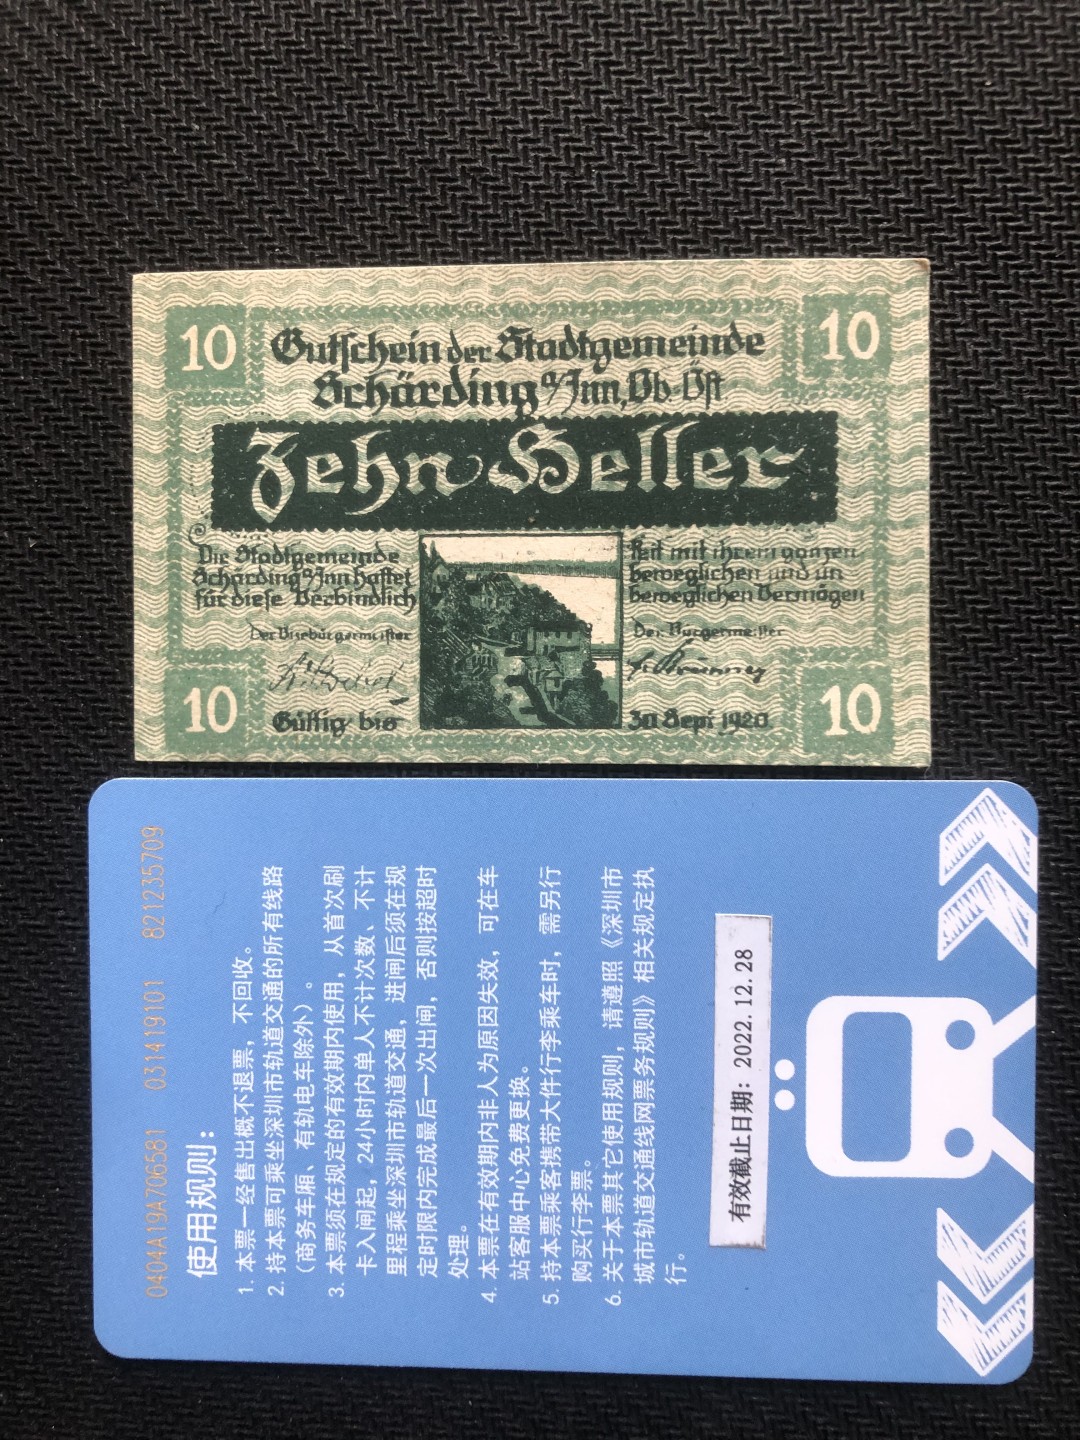 10
10
Gutschein der Stadtgemeinde
Schärding a/Inn, Ob. Öst
Zehn Heller
Die Stadtgemeinde
Schärding a/Inn haftet
für diese Verbindlich
keit mit ihrem ganzen
beweglichen und un
beweglichen Vermögen
Der Vizebürgermeister
Der Bürgermeister
Gültig bis
30 Sept 1920
10
10
0404A19A706581 031419101 821235709
使用规则：
1. 本票一经售出概不退票，不回收。
2. 持本票可乘坐深圳市轨道交通的所有线路
（商务车厢、有轨电车除外）。
3. 本票须在规定的有效期内使用，从首次刷
卡入闸起，24小时内单人不计次数、不计
里程乘坐深圳市轨道交通，进闸后须在规
定时限内完成最后一次出闸，否则按超时
处理。
4. 本票在有效期内非人为原因失效，可在车
站客服中心免费更换。
5. 持本票乘客携带大件行李乘车时，需另行
购买行李票。
6. 关于本票其它使用规则，请遵照《深圳市
城市轨道交通线网票务规则》相关规定执
行。
有效截止日期：2022.12.28